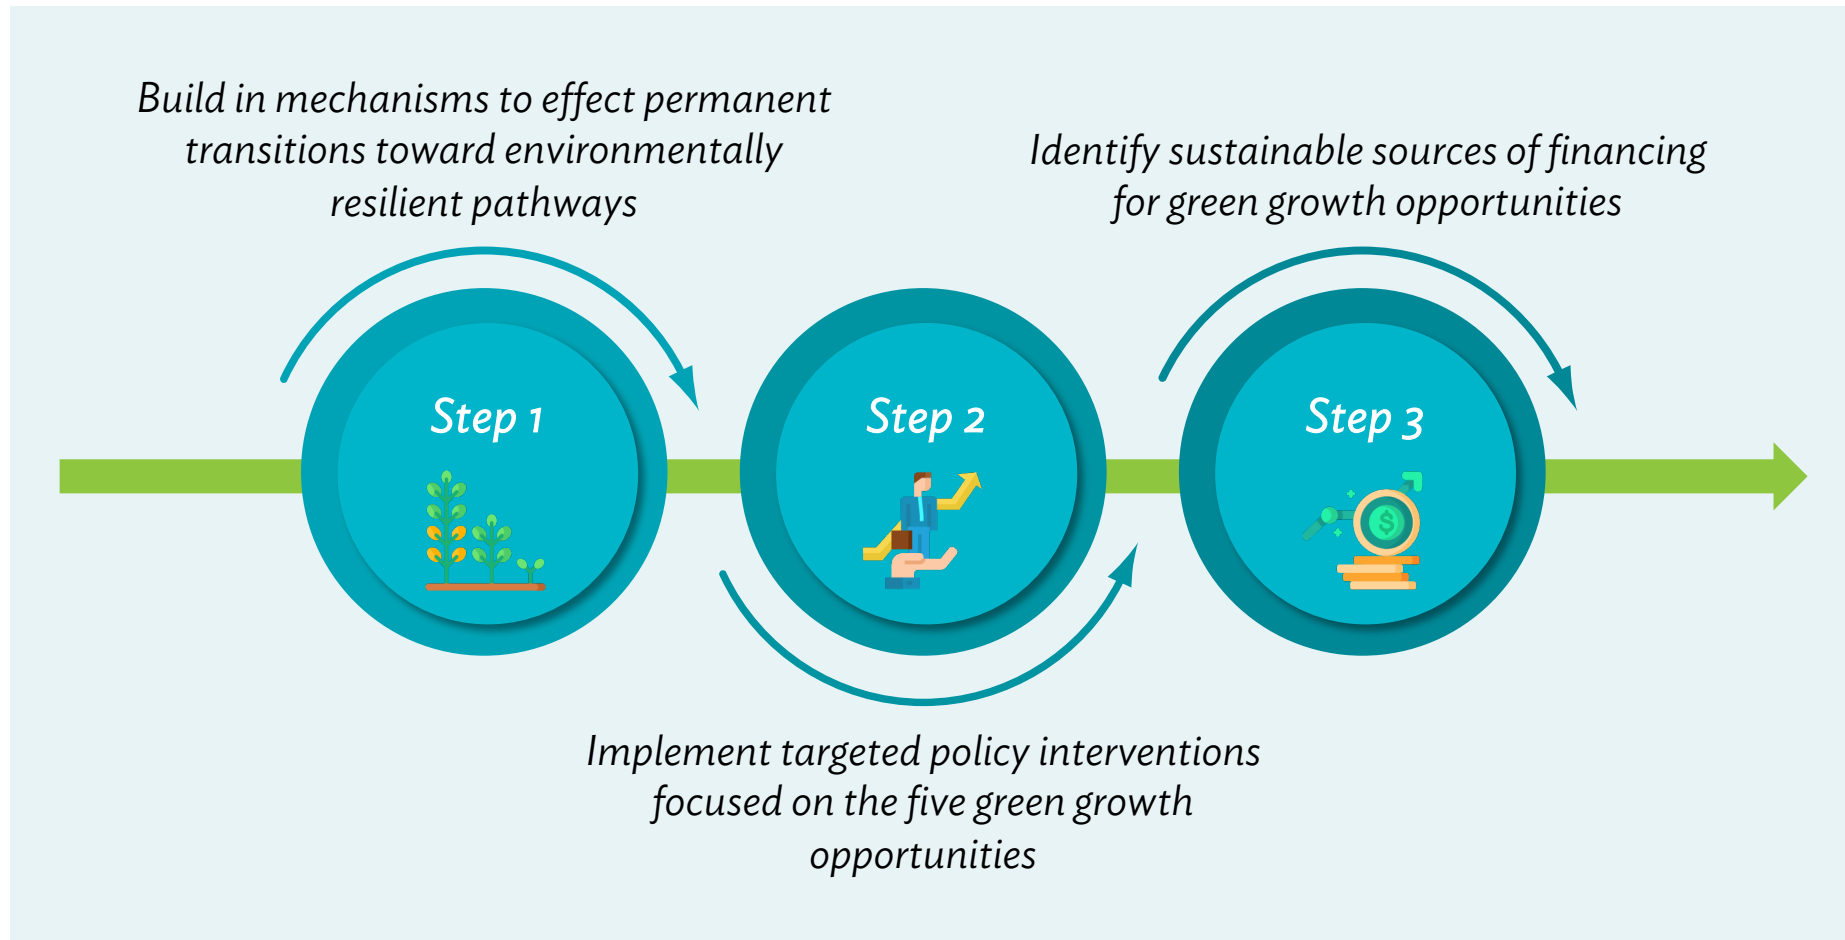 Build in mechanisms to effect permanent
transitions toward environmentally
resilient pathways
Identify sustainable sources of financing
for green growth opportunities
Step 1
Step 2
Step 3
$
Implement targeted policy interventions
focused on the five green growth
opportunities